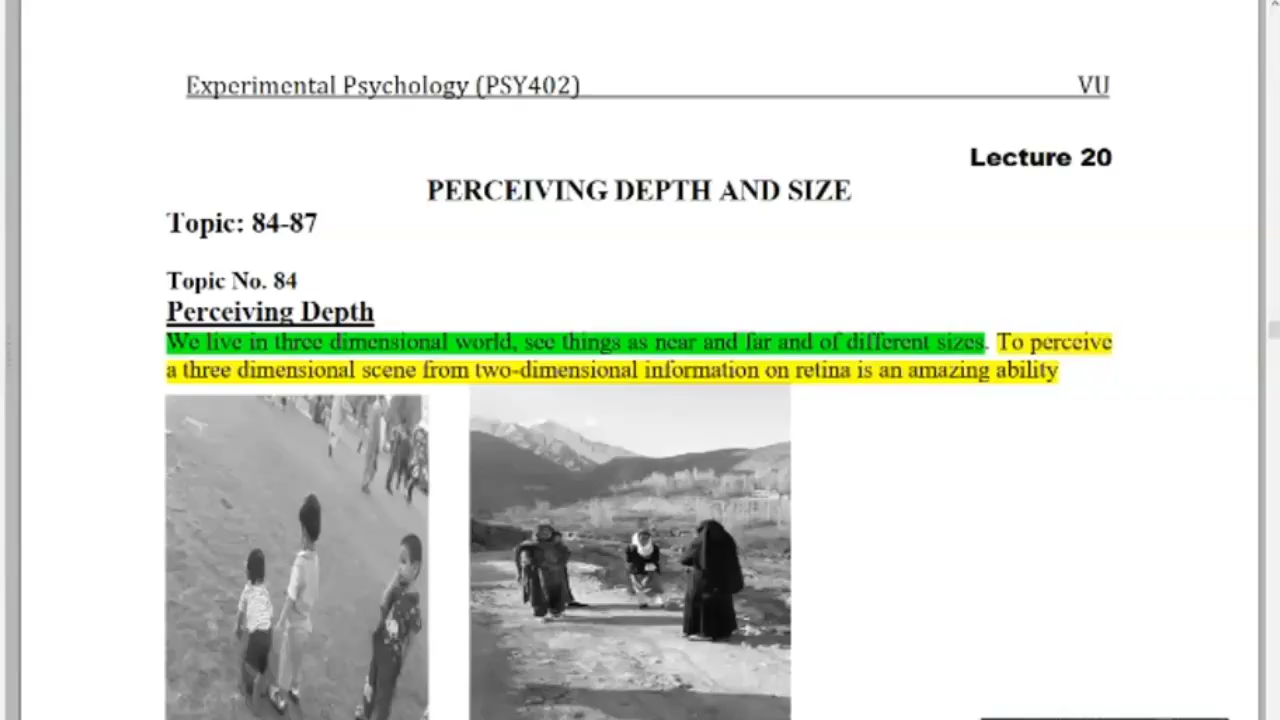 Experimental Psychology (PSY402) VU
Lecture 20
PERCEIVING DEPTH AND SIZE
Topic: 84-87
Topic No. 84
Perceiving Depth
We live in three dimensional world, see things as near and far and of different sizes. To perceive
a three dimensional scene from two-dimensional information on retina is an amazing ability